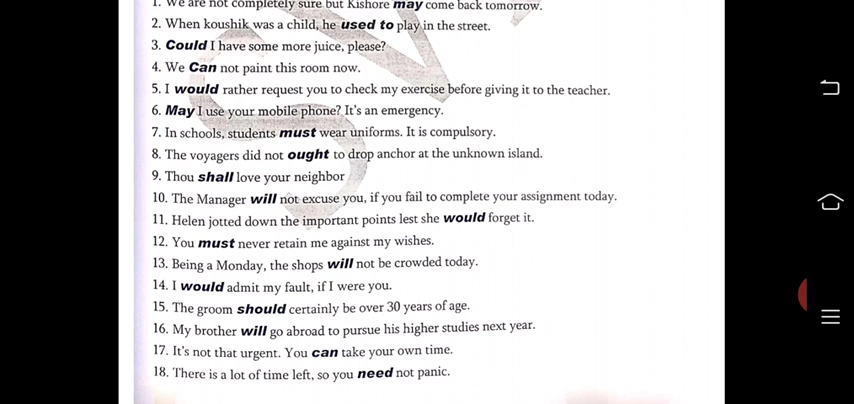 1. We are not completely sure but Kishore may come back tomorrow.
2. When koushik was a child, he used to play in the street.
3. Could I have some more juice, please?
4. We Can not paint this room now.
5. I would rather request you to check my exercise before giving it to the teacher.
6. May I use your mobile phone? It's an emergency.
7. In schools, students must wear uniforms. It is compulsory.
8. The voyagers did not ought to drop anchor at the unknown island.
9. Thou shall love your neighbor
10. The Manager will not excuse you, if you fail to complete your assignment today.
11. Helen jotted down the important points lest she would forget it.
12. You must never retain me against my wishes.
13. Being a Monday, the shops will not be crowded today.
14. I would admit my fault, if I were you.
15. The groom should certainly be over 30 years of age.
16. My brother will go abroad to pursue his higher studies next year.
17. It's not that urgent. You can take your own time.
18. There is a lot of time left, so you need not panic.